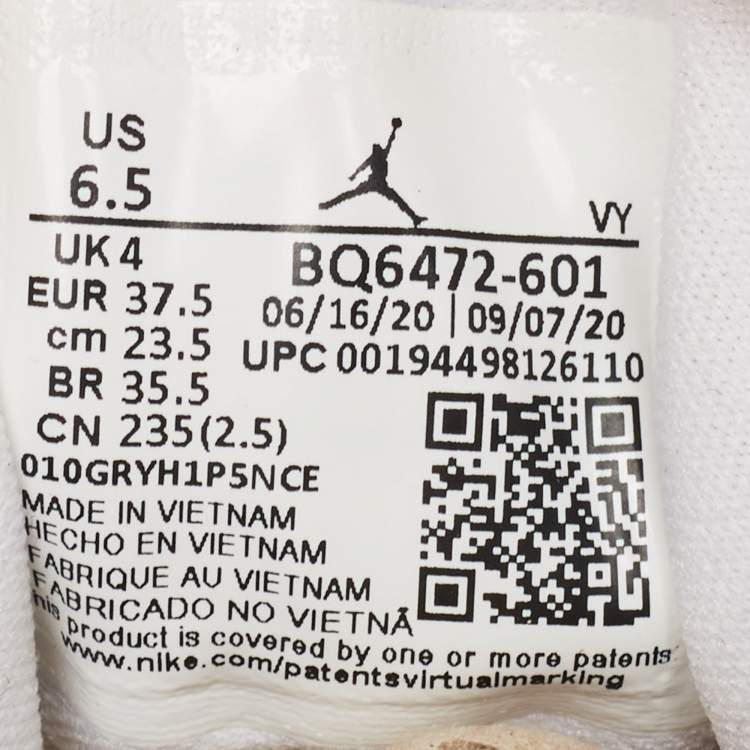 US
6.5
VY
UK 4
BQ6472-601
EUR 37.5
06/16/20 | 09/07/20
cm 23.5
UPC 00194498126110
BR 35.5
CN 235(2.5)
010GRYH1P5NCE
MADE IN VIETNAM
HECHO EN VIETNAM
FABRIQUE AU VIETNAM
FABRICADO NO VIETNÃ
This product is covered by one or more patents
www.nike.com/patentsvirtualmarking